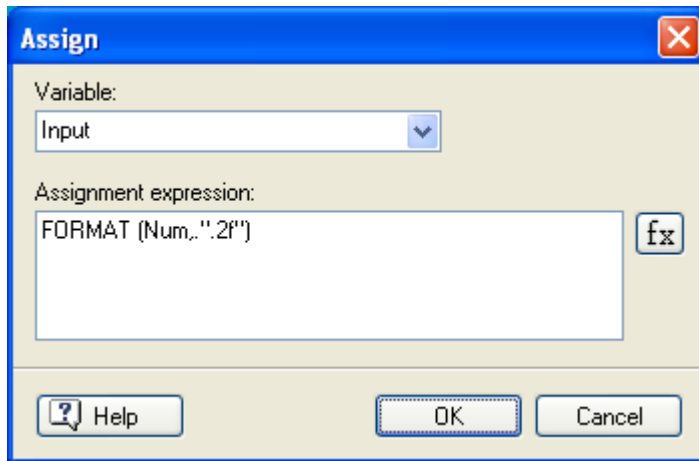 Assign
Variable:
Input
Assignment expression:
FORMAT (Num,.".2f")
fx
Help
OK
Cancel